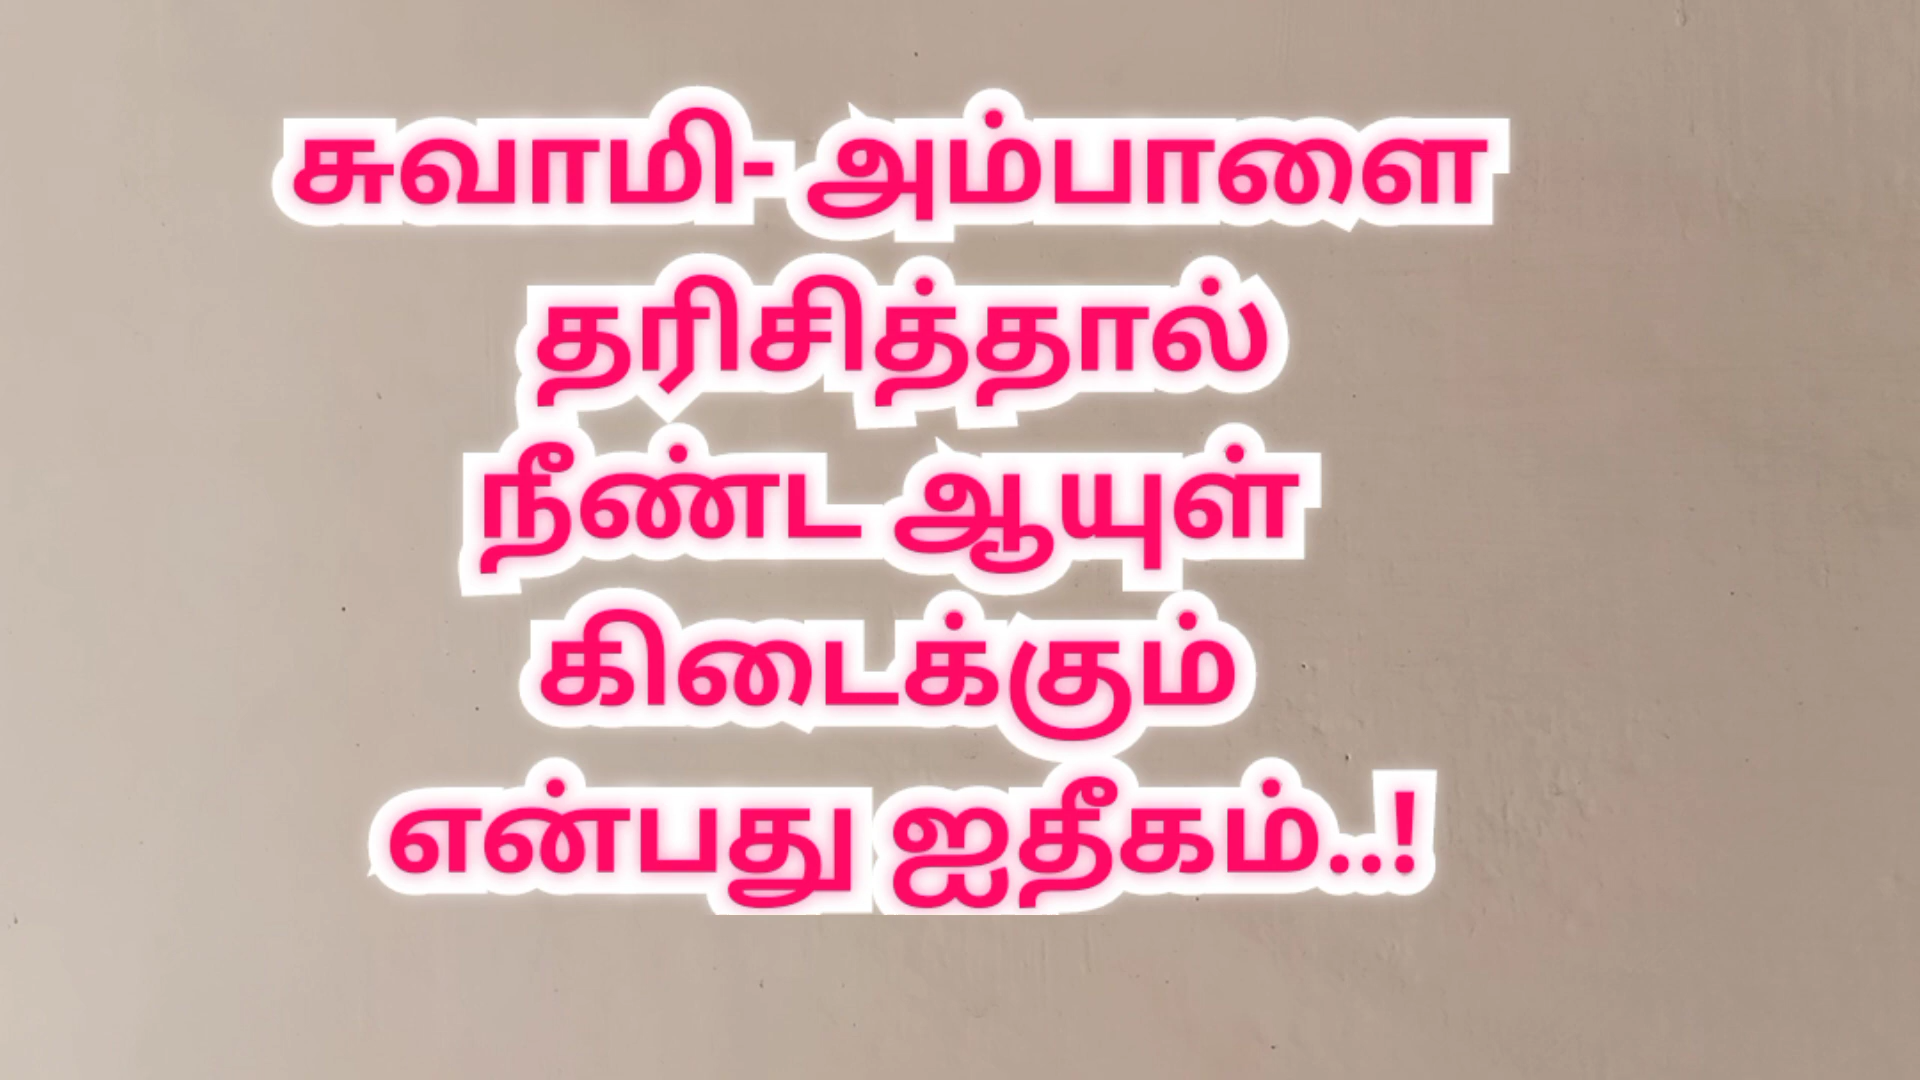 சுவாமி- அம்பாளை
தரிசித்தால்
நீண்ட ஆயுள்
கிடைக்கும்
என்பது ஐதீகம்..!